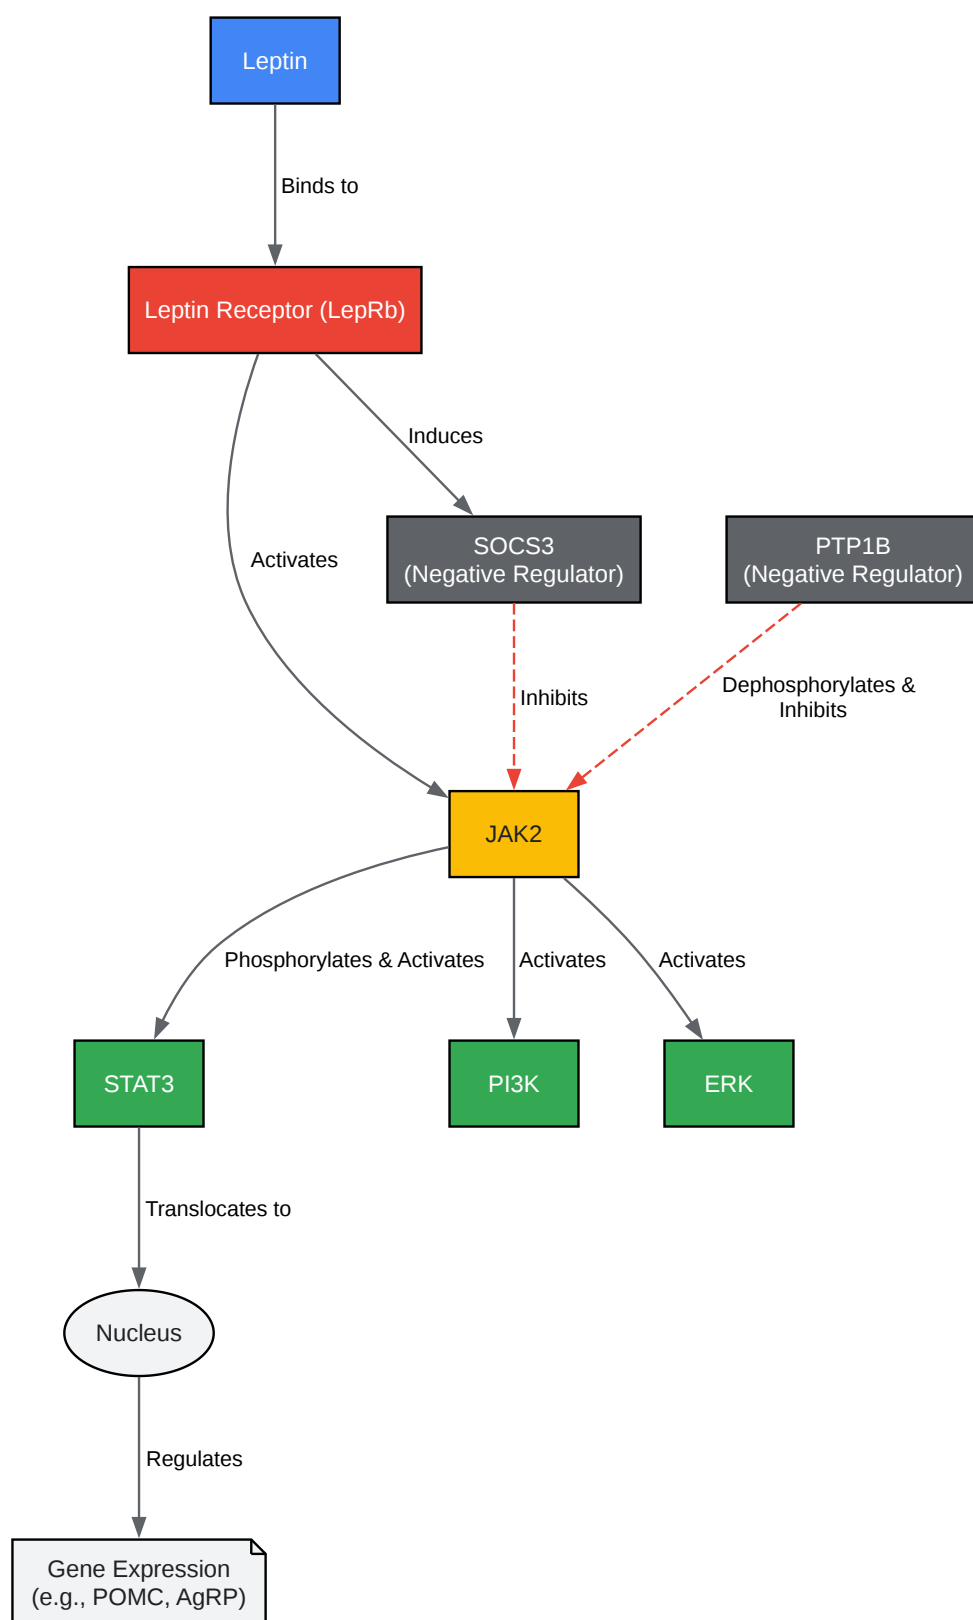 Leptin
Binds to
Leptin Receptor (LepRb)
Induces
Activates
SOCS3
(Negative Regulator)
PTP1B
(Negative Regulator)
Inhibits
Dephosphorylates &
Inhibits
JAK2
Phosphorylates & Activates
Activates
Activates
STAT3
PI3K
ERK
Translocates to
Nucleus
Regulates
Gene Expression
(e.g., POMC, AgRP)